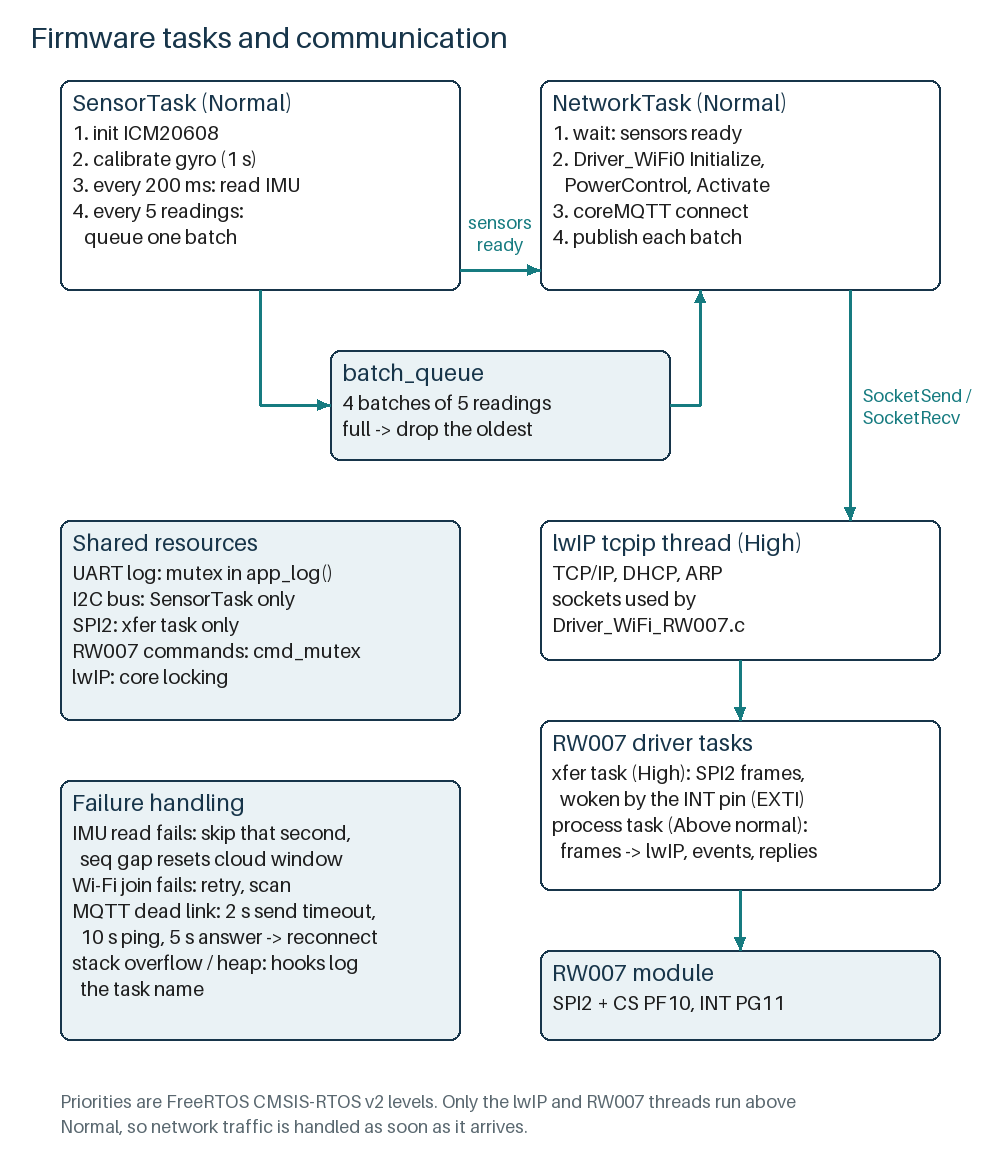 Firmware tasks and communication
SensorTask (Normal)
1. init ICM20608
2. calibrate gyro (1 s)
3. every 200 ms: read IMU
4. every 5 readings:
queue one batch
sensors
ready
NetworkTask (Normal)
1. wait: sensors ready
2. Driver_WiFi0 Initialize,
PowerControl, Activate
3. coreMQTT connect
4. publish each batch
batch_queue
4 batches of 5 readings
full -> drop the oldest
SocketSend /
SocketRecv
Shared resources
UART log: mutex in app_log()
I2C bus: SensorTask only
SPI2: xfer task only
RW007 commands: cmd_mutex
lwIP: core locking
lwIP tcpip thread (High)
TCP/IP, DHCP, ARP
sockets used by
Driver_WiFi_RW007.c
RW007 driver tasks
xfer task (High): SPI2 frames,
woken by the INT pin (EXTI)
process task (Above normal):
frames -> lwIP, events, replies
Failure handling
IMU read fails: skip that second,
seq gap resets cloud window
Wi-Fi join fails: retry, scan
MQTT dead link: 2 s send timeout,
10 s ping, 5 s answer -> reconnect
stack overflow / heap: hooks log
the task name
RW007 module
SPI2 + CS PF10, INT PG11
Priorities are FreeRTOS CMSIS-RTOS v2 levels. Only the lwIP and RW007 threads run above
Normal, so network traffic is handled as soon as it arrives.